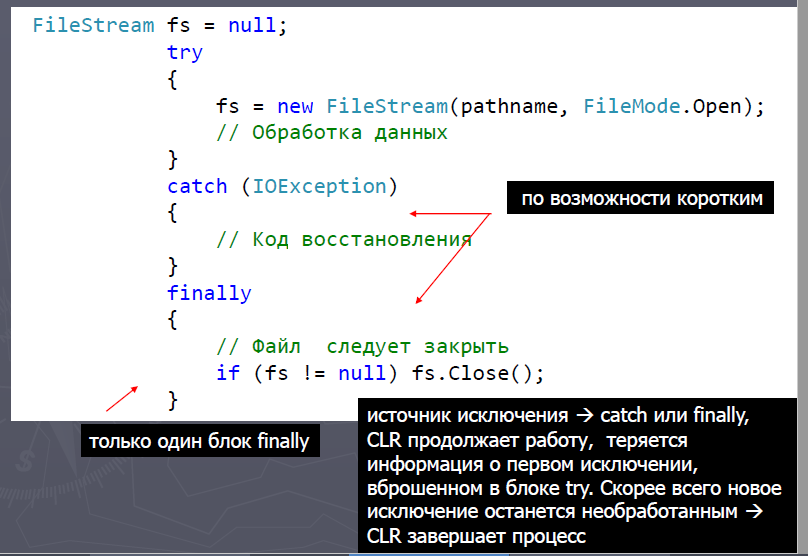 FileStream fs = null;
try
{
fs = new FileStream(pathname, FileMode.Open);
// Обработка данных
}
catch (IOException)
по возможности коротким
{
// Код восстановления
}
finally
{
// Файл  следует закрыть
if (fs != null) fs.Close();
}
только один блок finally
источник исключения → catch или finally,
CLR продолжает работу,  теряется
информация о первом исключении,
вброшенном в блоке try. Скорее всего новое
исключение останется необработанным →
CLR завершает процесс
S